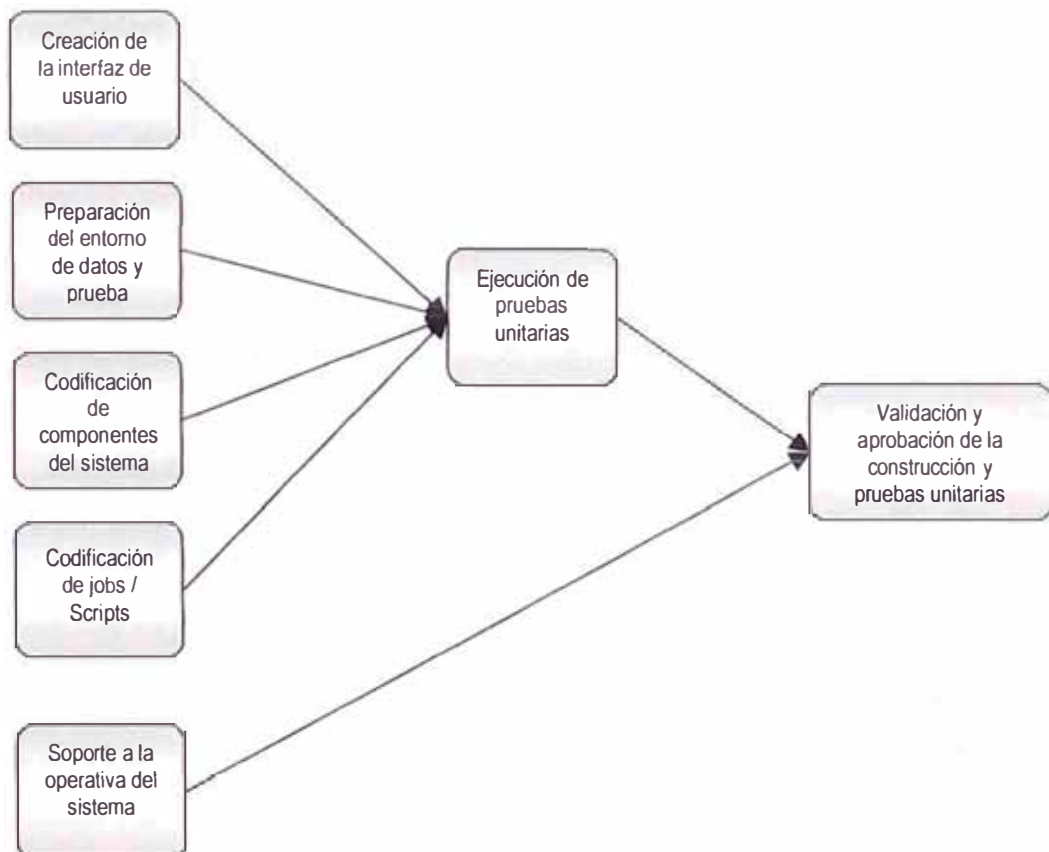 Creación de
la interfaz de
usuario
Preparación
del entorno
de datos y
prueba
Codificación
de
componentes
del sistema
Codificación
de jobs /
Scripts
Soporte a la
operativa del
sistema
Ejecución de
pruebas
unitarias
Validación y
aprobación de la
construcción y
pruebas unitarias